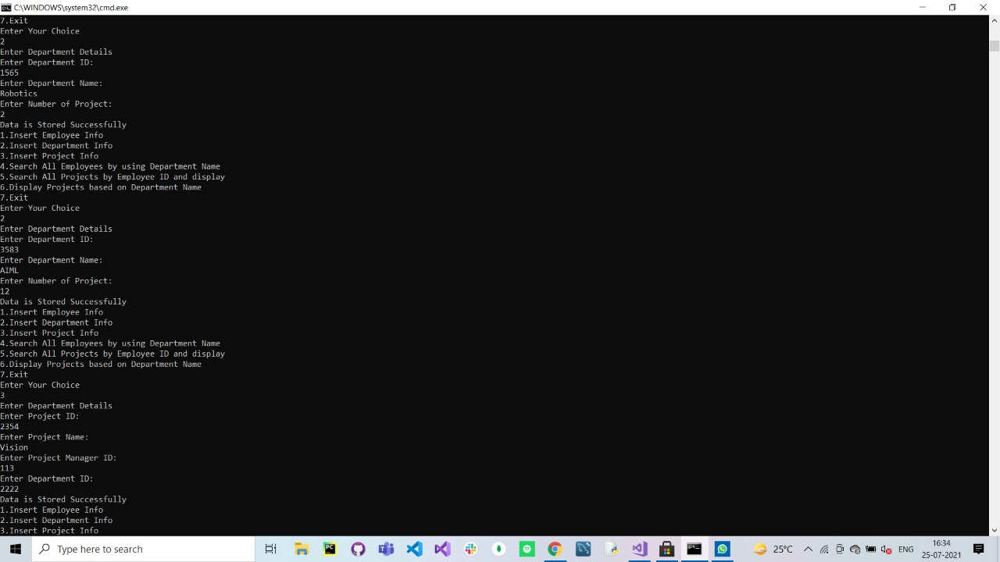 C:\WINDOWS\system32\cmd.exe
7.Exit
Enter Your Choice
2
Enter Department Details
Enter Department ID:
1565
Enter Department Name:
Robotics
Enter Number of Project:
2
Data is Stored Successfully
1.Insert Employee Info
2.Insert Department Info
3.Insert Project Info
4.Search All Employees by using Department Name
5.Search All Projects by Employee ID and display
6.Display Projects based on Department Name
7.Exit
Enter Your Choice
2
Enter Department Details
Enter Department ID:
3583
Enter Department Name:
AIML
Enter Number of Project:
12
Data is Stored Successfully
1.Insert Employee Info
2.Insert Department Info
3.Insert Project Info
4.Search All Employees by using Department Name
5.Search All Projects by Employee ID and display
6.Display Projects based on Department Name
7.Exit
Enter Your Choice
3
Enter Department Details
Enter Project ID:
2354
Enter Project Name:
Vision
Enter Project Manager ID:
113
Enter Department ID:
2222
Data is Stored Successfully
1.Insert Employee Info
2.Insert Department Info
3.Insert Project Info
Type here to search
PC
25°C
ENG
16:34
25-07-2021